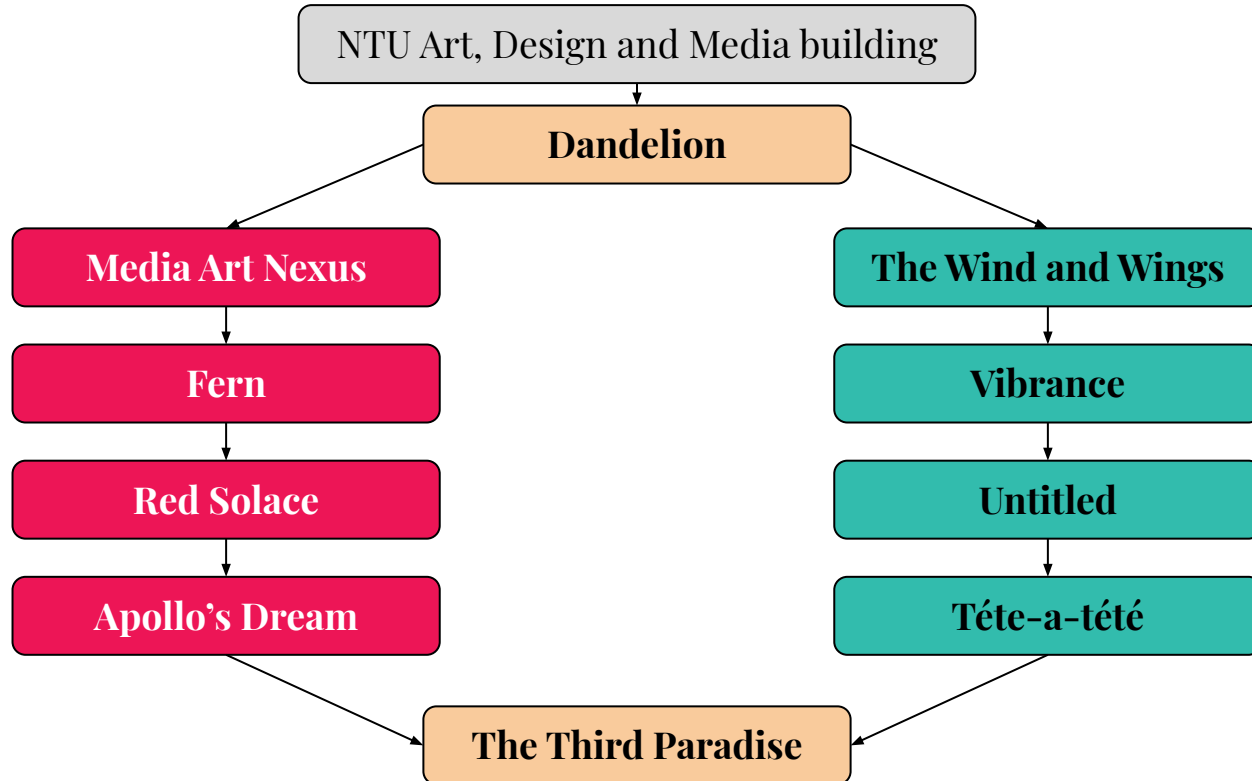 NTU Art, Design and Media building
Dandelion
Media Art Nexus
The Wind and Wings
Fern
Vibrance
Red Solace
Untitled
Apollo’s Dream
Téte-a-tété
The Third Paradise